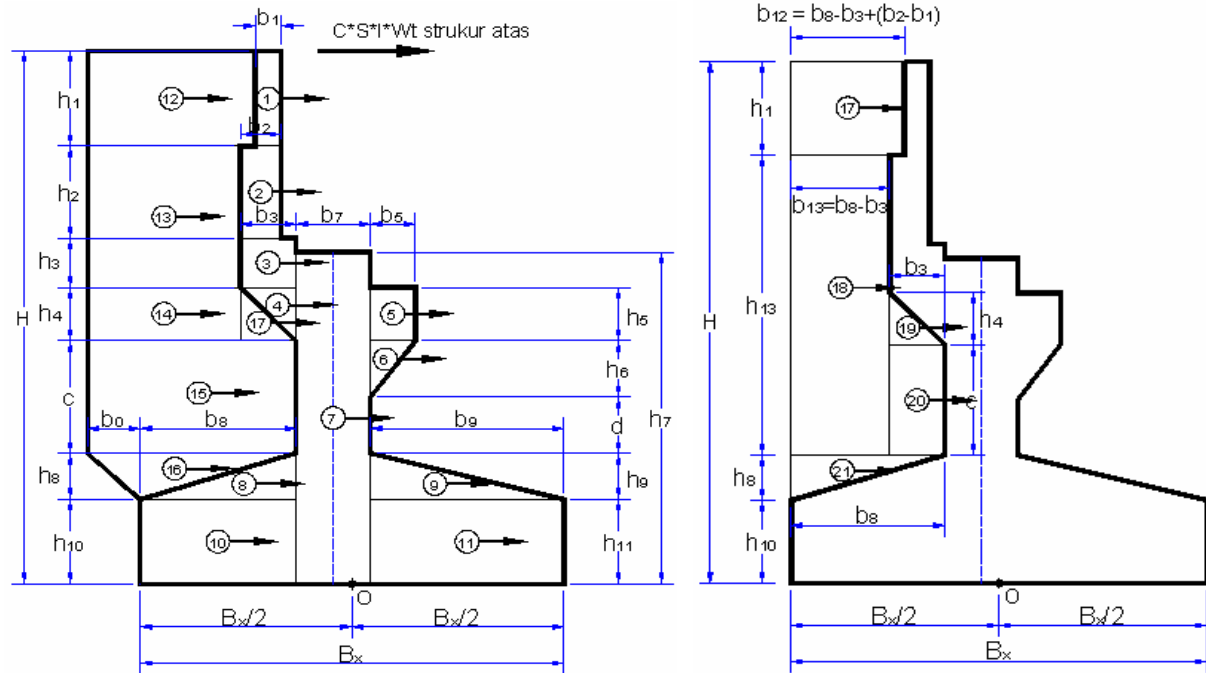 b₁
C*S*I*Wt strukur atas
h₁
12
1
b₂
h₂
2
13
b₃
b₇
b₅
h₃
3
H
h₄
14
4
17
5
h₅
6
h₆
15
c
7
b₀
b₈
b₉
d
h₇
16
h₈
8
9
h₉
h₁₀
10
11
h₁₁
O
Bₓ/2
Bₓ/2
Bₓ
b₁₂ = b₈-b₃+(b₂-b₁)
h₁
17
b₁₃=b₈-b₃
b₃
H
h₁₃
18
19
h₄
20
c
h₈
21
b₈
h₁₀
O
Bₓ/2
Bₓ/2
Bₓ